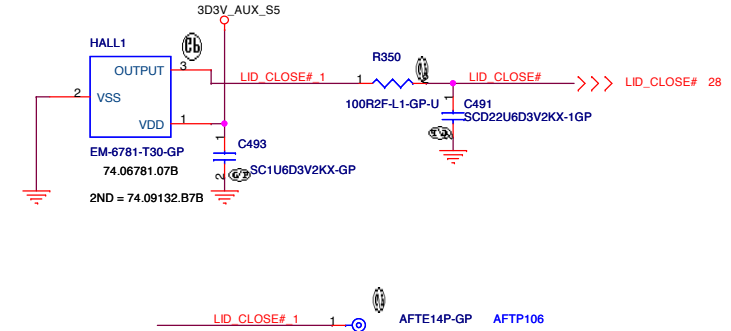 3D3V_AUX_S5
HALL1
OUTPUT
3
LID_CLOSE#_1
1
R350
100R2F-L1-GP-U
LID_CLOSE#
LID_CLOSE# 28
2
VSS
VDD
1
1
C491
SCD22U6D3V2KX-1GP
EM-6781-T30-GP
74.06781.07B
2ND = 74.09132.B7B
1
C493
SC1U6D3V2KX-GP
2
LID_CLOSE#_1
1
AFTE14P-GP
AFTP106